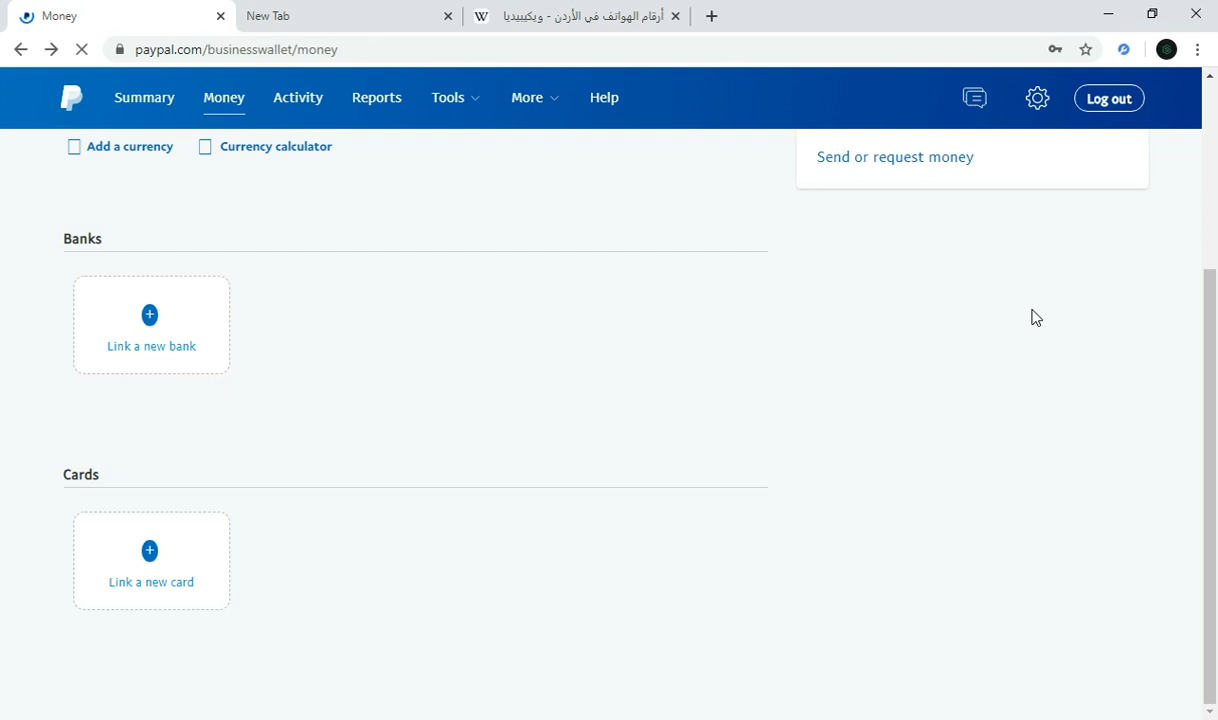 Money
New Tab
أرقام الهواتف في الأردن - ويكيبيديا
paypal.com/businesswallet/money
Summary
Money
Activity
Reports
Tools
More
Help
Log out
Add a currency
Currency calculator
Send or request money
Banks
Link a new bank
Cards
Link a new card